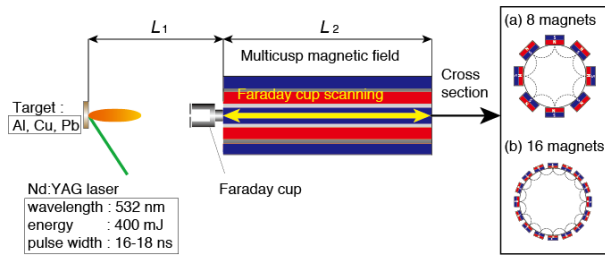 L1
L2
Multicusp magnetic field
Faraday cup scanning
Cross
section
Target :
Al, Cu, Pb
Faraday cup
Nd:YAG laser
wavelength : 532 nm
energy : 400 mJ
pulse width : 16-18 ns
(a) 8 magnets
(b) 16 magnets